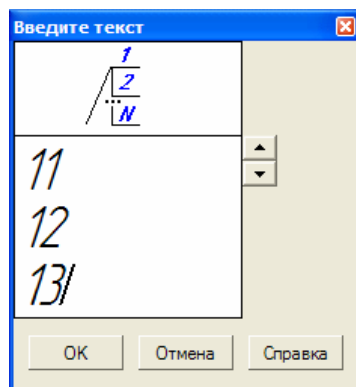 Введите текст
1
2
...
N
11
12
13
OK
Отмена
Справка